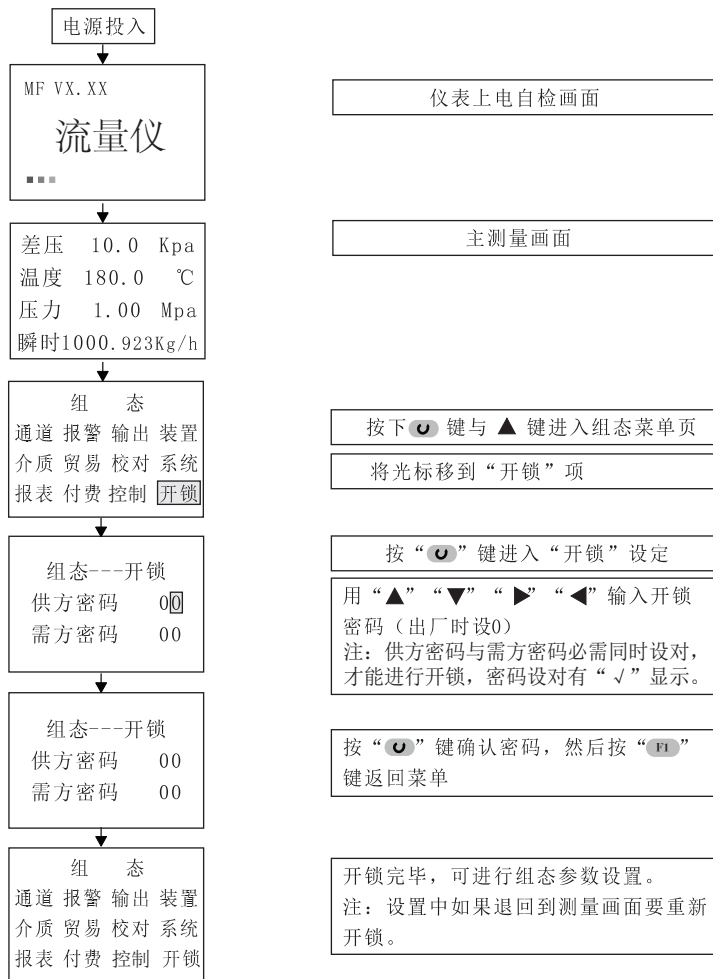 电源投入
MF VX.XX
流量仪
仪表上电自检画面
差压 10.0 Kpa
温度 180.0 ℃
压力 1.00 Mpa
瞬时1000.923Kg/h
主测量画面
组 态
通道 报警 输出 装置
介质 贸易 校对 系统
报表 付费 控制 开锁
按下 键与 ▲ 键进入组态菜单页
将光标移到“开锁”项
组态---开锁
供方密码 00
需方密码 00
按“ ”键进入“开锁”设定
用“▲”“▼”“▶”“◀”输入开锁
密码（出厂时设0）
注：供方密码与需方密码必需同时设对，
才能进行开锁，密码设对有“√”显示。
组态---开锁
供方密码 00
需方密码 00
按“ ”键确认密码，然后按“F1”
键返回菜单
组 态
通道 报警 输出 装置
介质 贸易 校对 系统
报表 付费 控制 开锁
开锁完毕，可进行组态参数设置。
注：设置中如果退回到测量画面要重新
开锁。